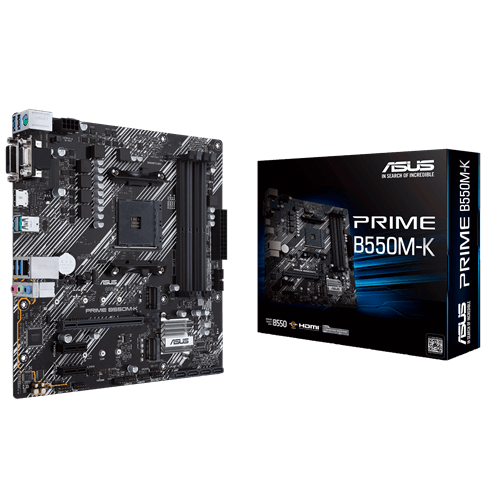 ASUS
PRIME B550M-K
ASUS
ASUS
IN SEARCH OF INCREDIBLE
PRIME
B550M-K
B550
HDMI
PRIME B550M-K
ASUS
IN SEARCH OF INCREDIBLE